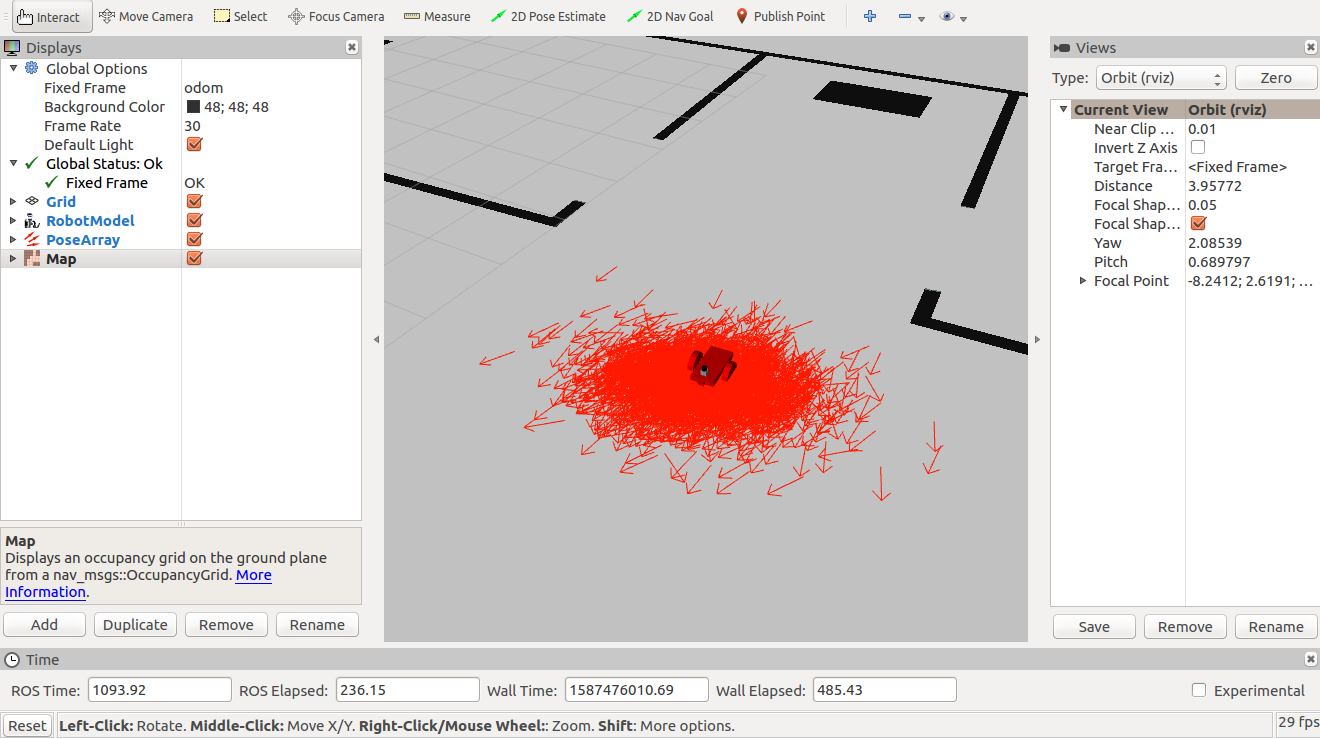 Interact Move Camera Select Focus Camera Measure 2D Pose Estimate 2D Nav Goal Publish Point
Displays
Global Options
Fixed Frame odom
Background Color 48; 48; 48
Frame Rate 30
Default Light
Global Status: Ok
Fixed Frame OK
Grid
RobotModel
PoseArray
Map
Map
Displays an occupancy grid on the ground plane
from a nav_msgs::OccupancyGrid. More
Information.
Add Duplicate Remove Rename
Views
Type: Orbit (rviz) Zero
Current View Orbit (rviz)
Near Clip ... 0.01
Invert Z Axis
Target Fra... <Fixed Frame>
Distance 3.95772
Focal Shap... 0.05
Focal Shap...
Yaw 2.08539
Pitch 0.689797
Focal Point -8.2412; 2.6191; ...
Save Remove Rename
Time
ROS Time: 1093.92 ROS Elapsed: 236.15 Wall Time: 1587476010.69 Wall Elapsed: 485.43 Experimental
Reset Left-Click: Rotate. Middle-Click: Move X/Y. Right-Click/Mouse Wheel:: Zoom. Shift: More options. 29 fps